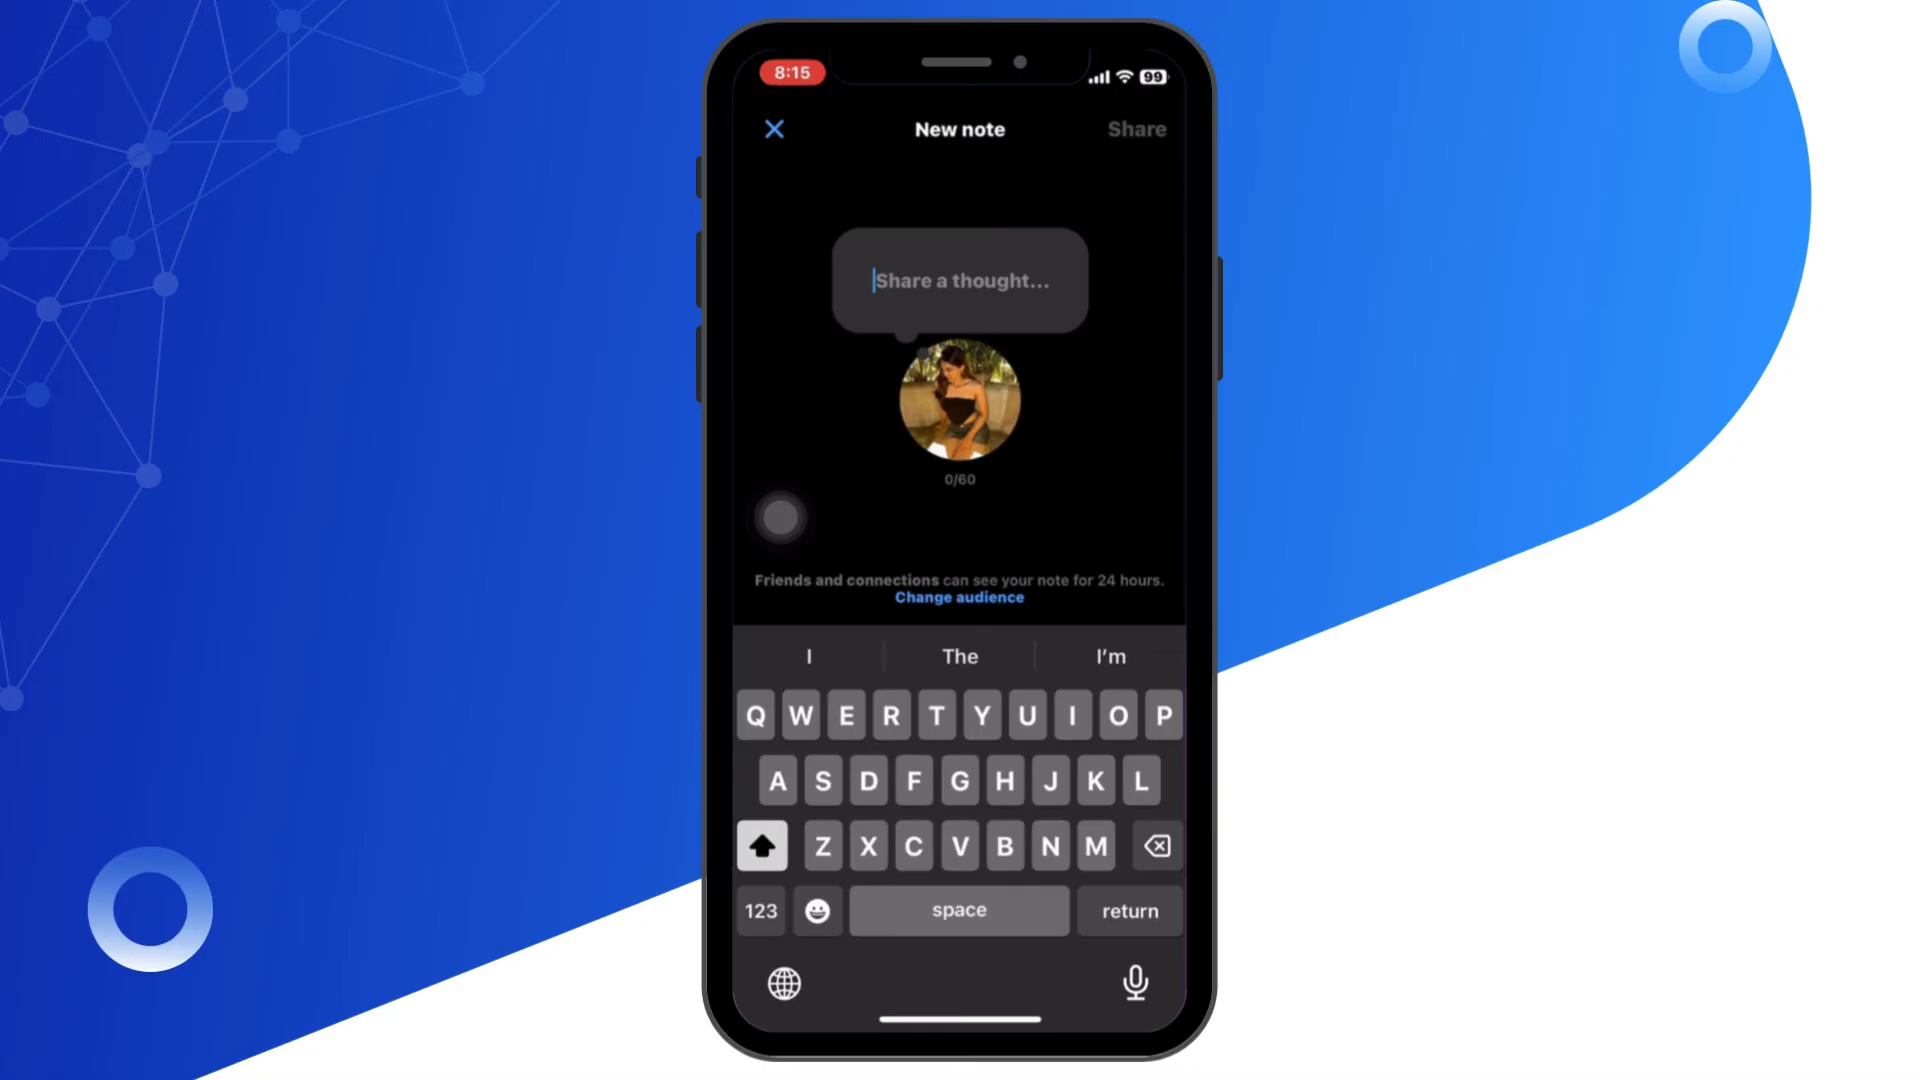 8:15
99
New note
Share
Share a thought...
0/60
Friends and connections can see your note for 24 hours.
Change audience
I
The
I'm
Q W E R T Y U I O P
A S D F G H J K L
Z X C V B N M
123
space
return